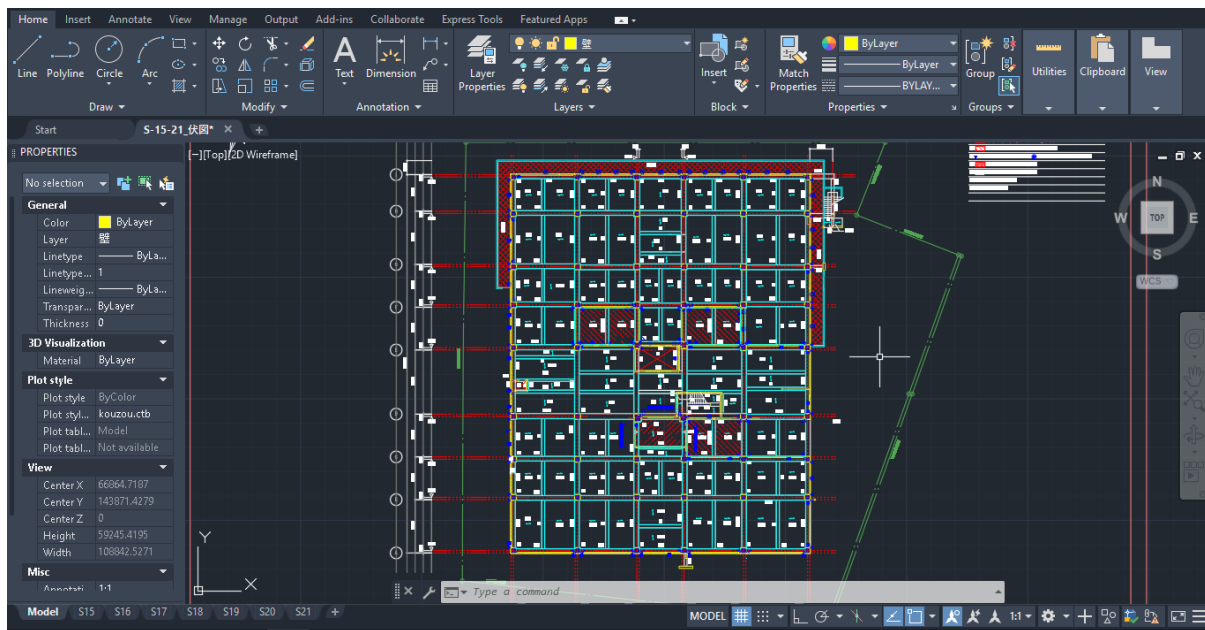 Home Insert Annotate View Manage Output Add-ins Collaborate Express Tools Featured Apps
Line Polyline Circle Arc
Text Dimension
Layer Properties
壁
Insert
Match Properties
ByLayer
ByLayer
BYLAY...
Group
Utilities
Clipboard
View
Draw Modify Annotation Layers Block Properties Groups
Start S-15-21_伏図*
PROPERTIES
[−][Top][2D Wireframe]
No selection
General
Color ByLayer
Layer 壁
Linetype ByLa...
Linetype... 1
Lineweig... ByLa...
Transpar... ByLayer
Thickness 0
3D Visualization
Material ByLayer
Plot style
Plot style ByColor
Plot styl... kouzou.ctb
Plot tabl... Model
Plot tabl... Not available
View
Center X 66864.7187
Center Y 143871.4279
Center Z 0
Height 59245.4195
Width 108842.5271
Misc
Annotati 1:1
N
W TOP E
S
WCS
Y
X
Type a command
Model S15 S16 S17 S18 S19 S20 S21
MODEL
1:1